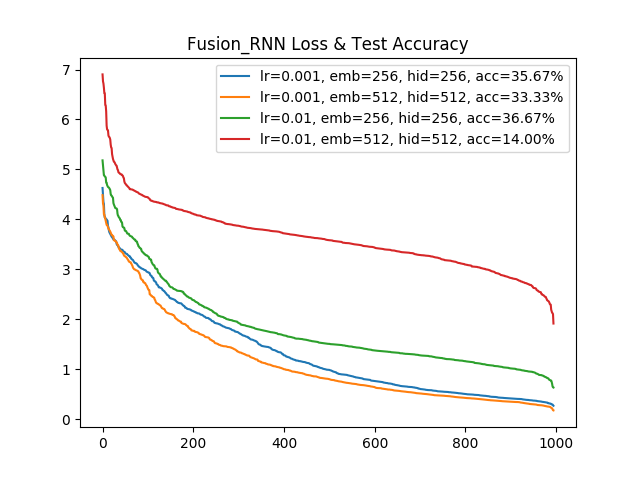 Fusion_RNN Loss & Test Accuracy
lr=0.001, emb=256, hid=256, acc=35.67%
lr=0.001, emb=512, hid=512, acc=33.33%
lr=0.01, emb=256, hid=256, acc=36.67%
lr=0.01, emb=512, hid=512, acc=14.00%
7
6
5
4
3
2
1
0
0 200 400 600 800 1000